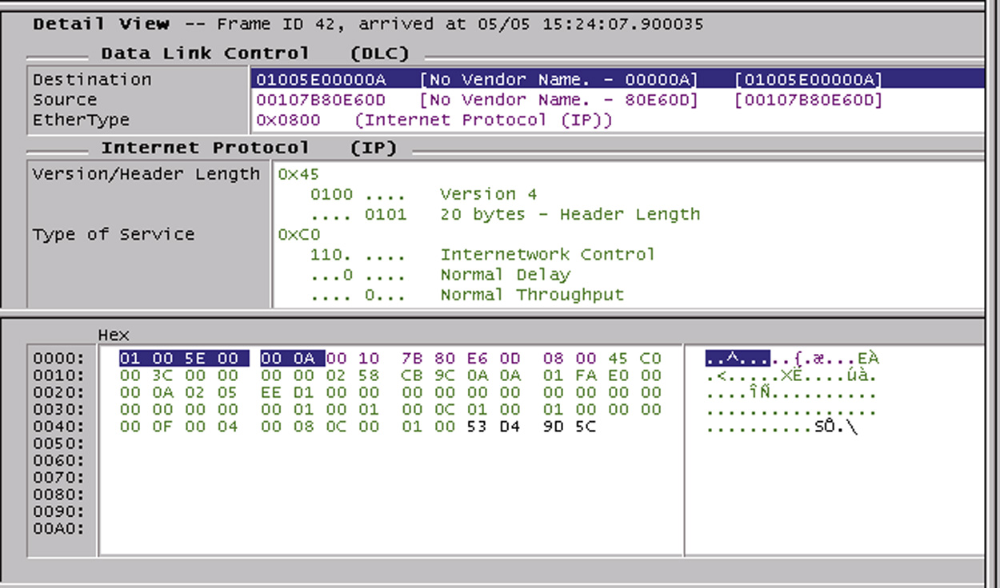 Detail View -- Frame ID 42, arrived at 05/05 15:24:07.900035
Data Link Control (DLC)
Destination 01005E00000A [No Vendor Name. - 00000A] [01005E00000A]
Source 00107B80E60D [No Vendor Name. - 80E60D] [00107B80E60D]
EtherType 0x0800 (Internet Protocol (IP))
Internet Protocol (IP)
Version/Header Length 0x45
0100 .... Version 4
.... 0101 20 bytes - Header Length
Type of Service 0xC0
110. .... Internetwork Control
...0 .... Normal Delay
.... 0... Normal Throughput
Hex
0000: 01 00 5E 00 00 0A 00 10 7B 80 E6 0D 08 00 45 C0 ..^.....{.æ...EÀ
0010: 00 3C 00 00 00 00 02 58 CB 9C 0A 0A 01 FA E0 00 .<.....XË....úà.
0020: 00 0A 02 05 EE D1 00 00 00 00 00 00 00 00 00 00 ....îÑ..........
0030: 00 00 00 00 00 01 00 01 00 0C 01 00 01 00 00 00 ................
0040: 00 0F 00 04 00 08 0C 00 01 00 53 D4 9D 5C ..........SÔ.\
0050:
0060:
0070:
0080:
0090:
00A0: